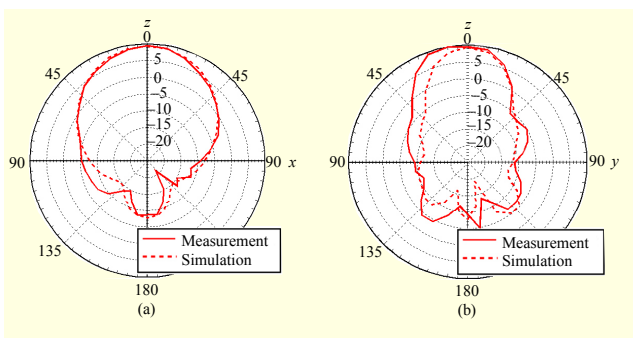 z
0
5
0
–5
–10
–15
–20
45
45
90
90 x
135
180
Measurement
Simulation
(a)
z
0
5
0
–5
–10
–15
–20
45
45
90
90 y
135
180
Measurement
Simulation
(b)